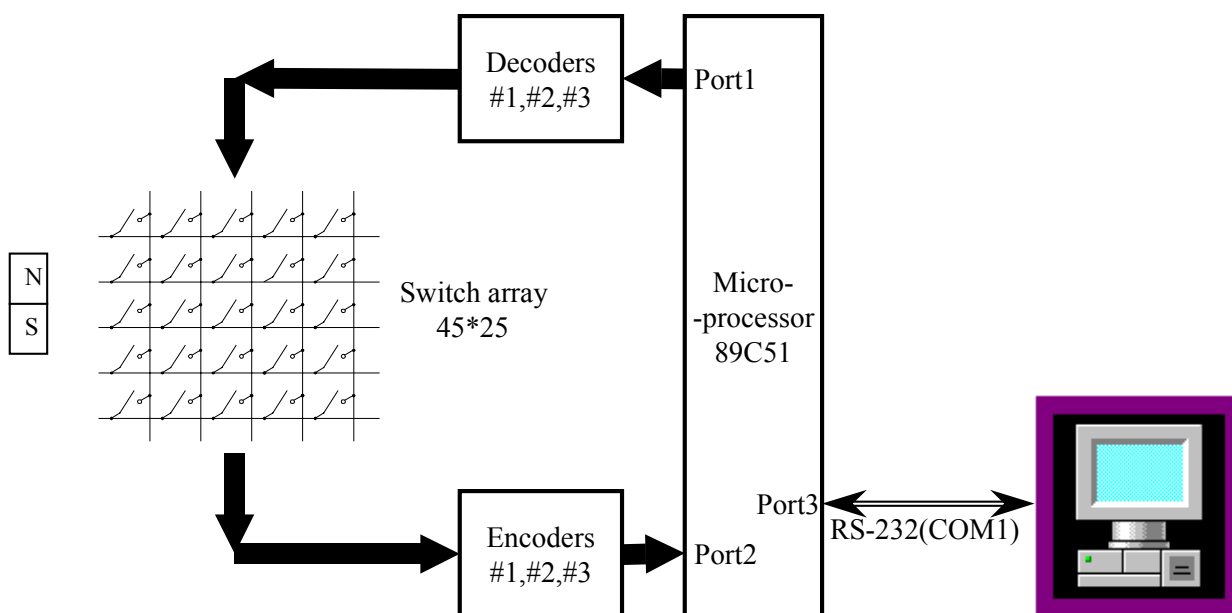 Decoders
#1,#2,#3
Port1
N
S
Switch array
45*25
Micro-
-processor
89C51
Port3
RS-232(COM1)
Encoders
#1,#2,#3
Port2